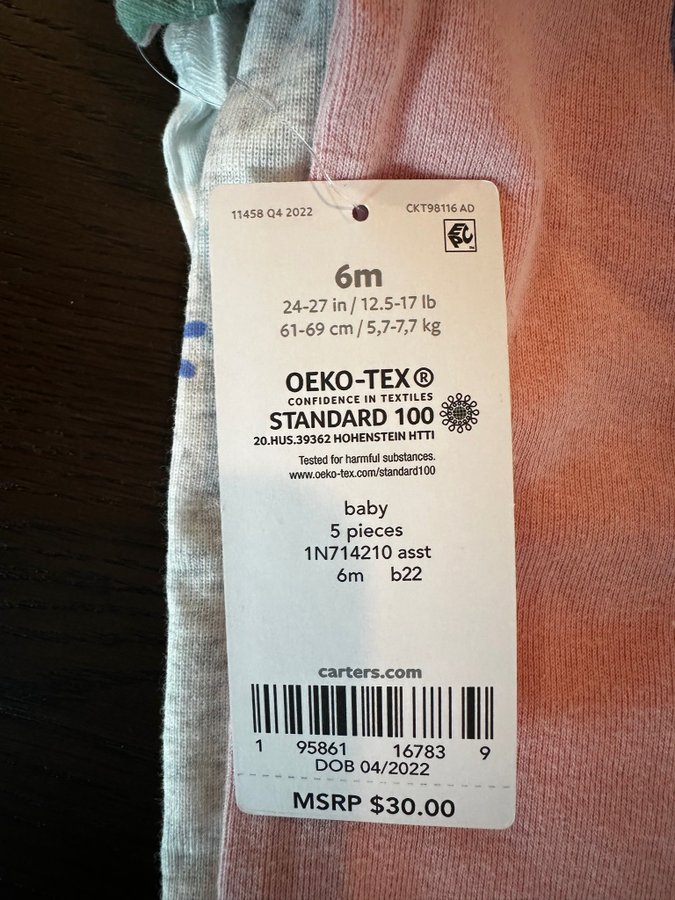 11458 Q4 2022 CKT98116 AD
EPC
6m
24-27 in / 12.5-17 lb
61-69 cm / 5,7-7,7 kg
OEKO-TEX®
CONFIDENCE IN TEXTILES
STANDARD 100
20.HUS.39362 HOHENSTEIN HTTI
Tested for harmful substances.
www.oeko-tex.com/standard100
baby
5 pieces
1N714210 asst
6m b22
carters.com
1 95861 16783 9
DOB 04/2022
MSRP $30.00